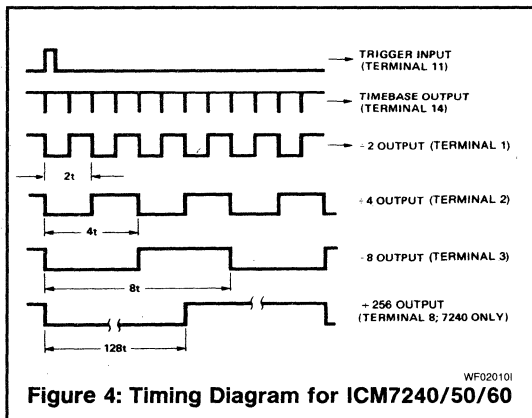 TRIGGER INPUT
(TERMINAL 11)
TIMEBASE OUTPUT
(TERMINAL 14)
÷2 OUTPUT (TERMINAL 1)
2t
÷4 OUTPUT (TERMINAL 2)
4t
÷8 OUTPUT (TERMINAL 3)
8t
÷256 OUTPUT
(TERMINAL 8; 7240 ONLY)
128t
WF02010I
Figure 4: Timing Diagram for ICM7240/50/60